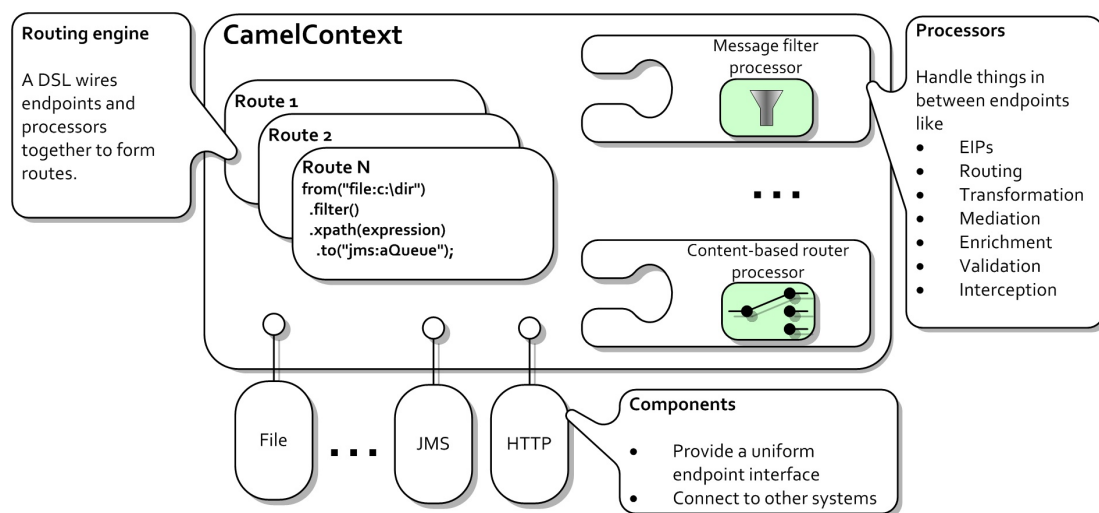 Routing engine
A DSL wires
endpoints and
processors
together to form
routes.
CamelContext
Route 1
Route 2
Route N
from("file:c:\dir")
.filter()
.xpath(expression)
.to("jms:aQueue");
Message filter
processor
...
Content-based router
processor
Processors
Handle things in
between endpoints
like
• EIPs
• Routing
• Transformation
• Mediation
• Enrichment
• Validation
• Interception
File
...
JMS
HTTP
Components
• Provide a uniform
endpoint interface
• Connect to other systems